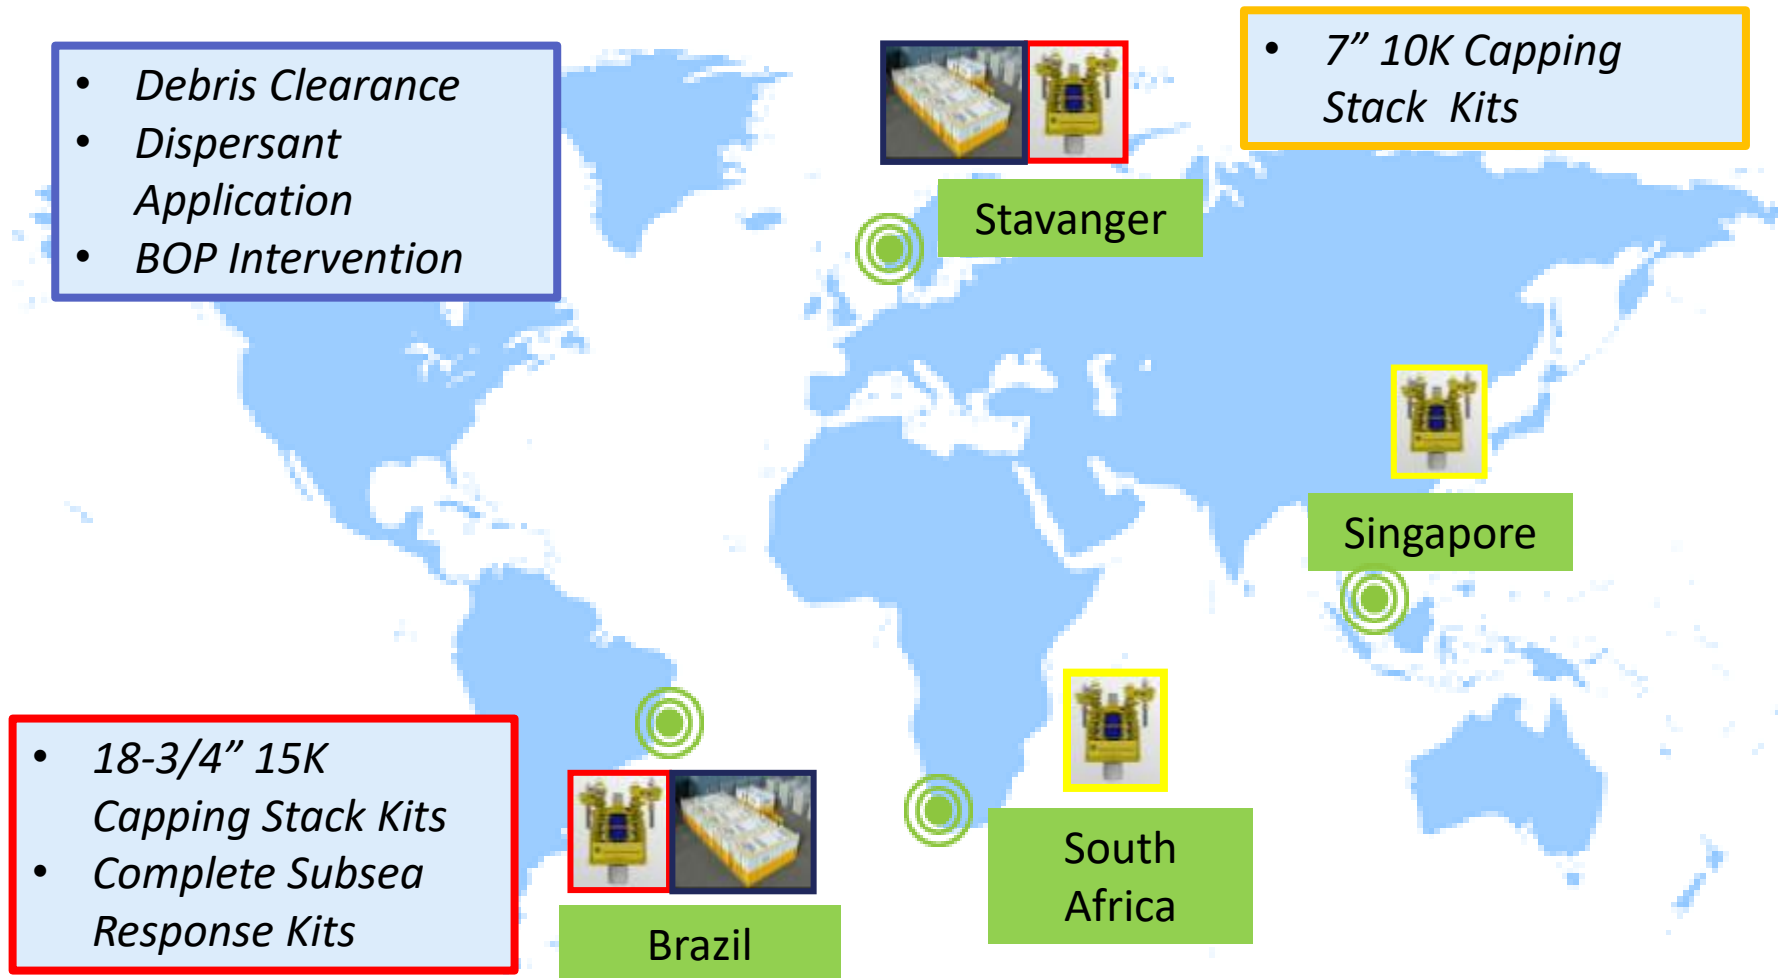 • Debris Clearance
• Dispersant
Application
• BOP Intervention
• 7” 10K Capping
Stack Kits
Stavanger
Singapore
• 18-3/4” 15K
Capping Stack Kits
• Complete Subsea
Response Kits
Brazil
South
Africa